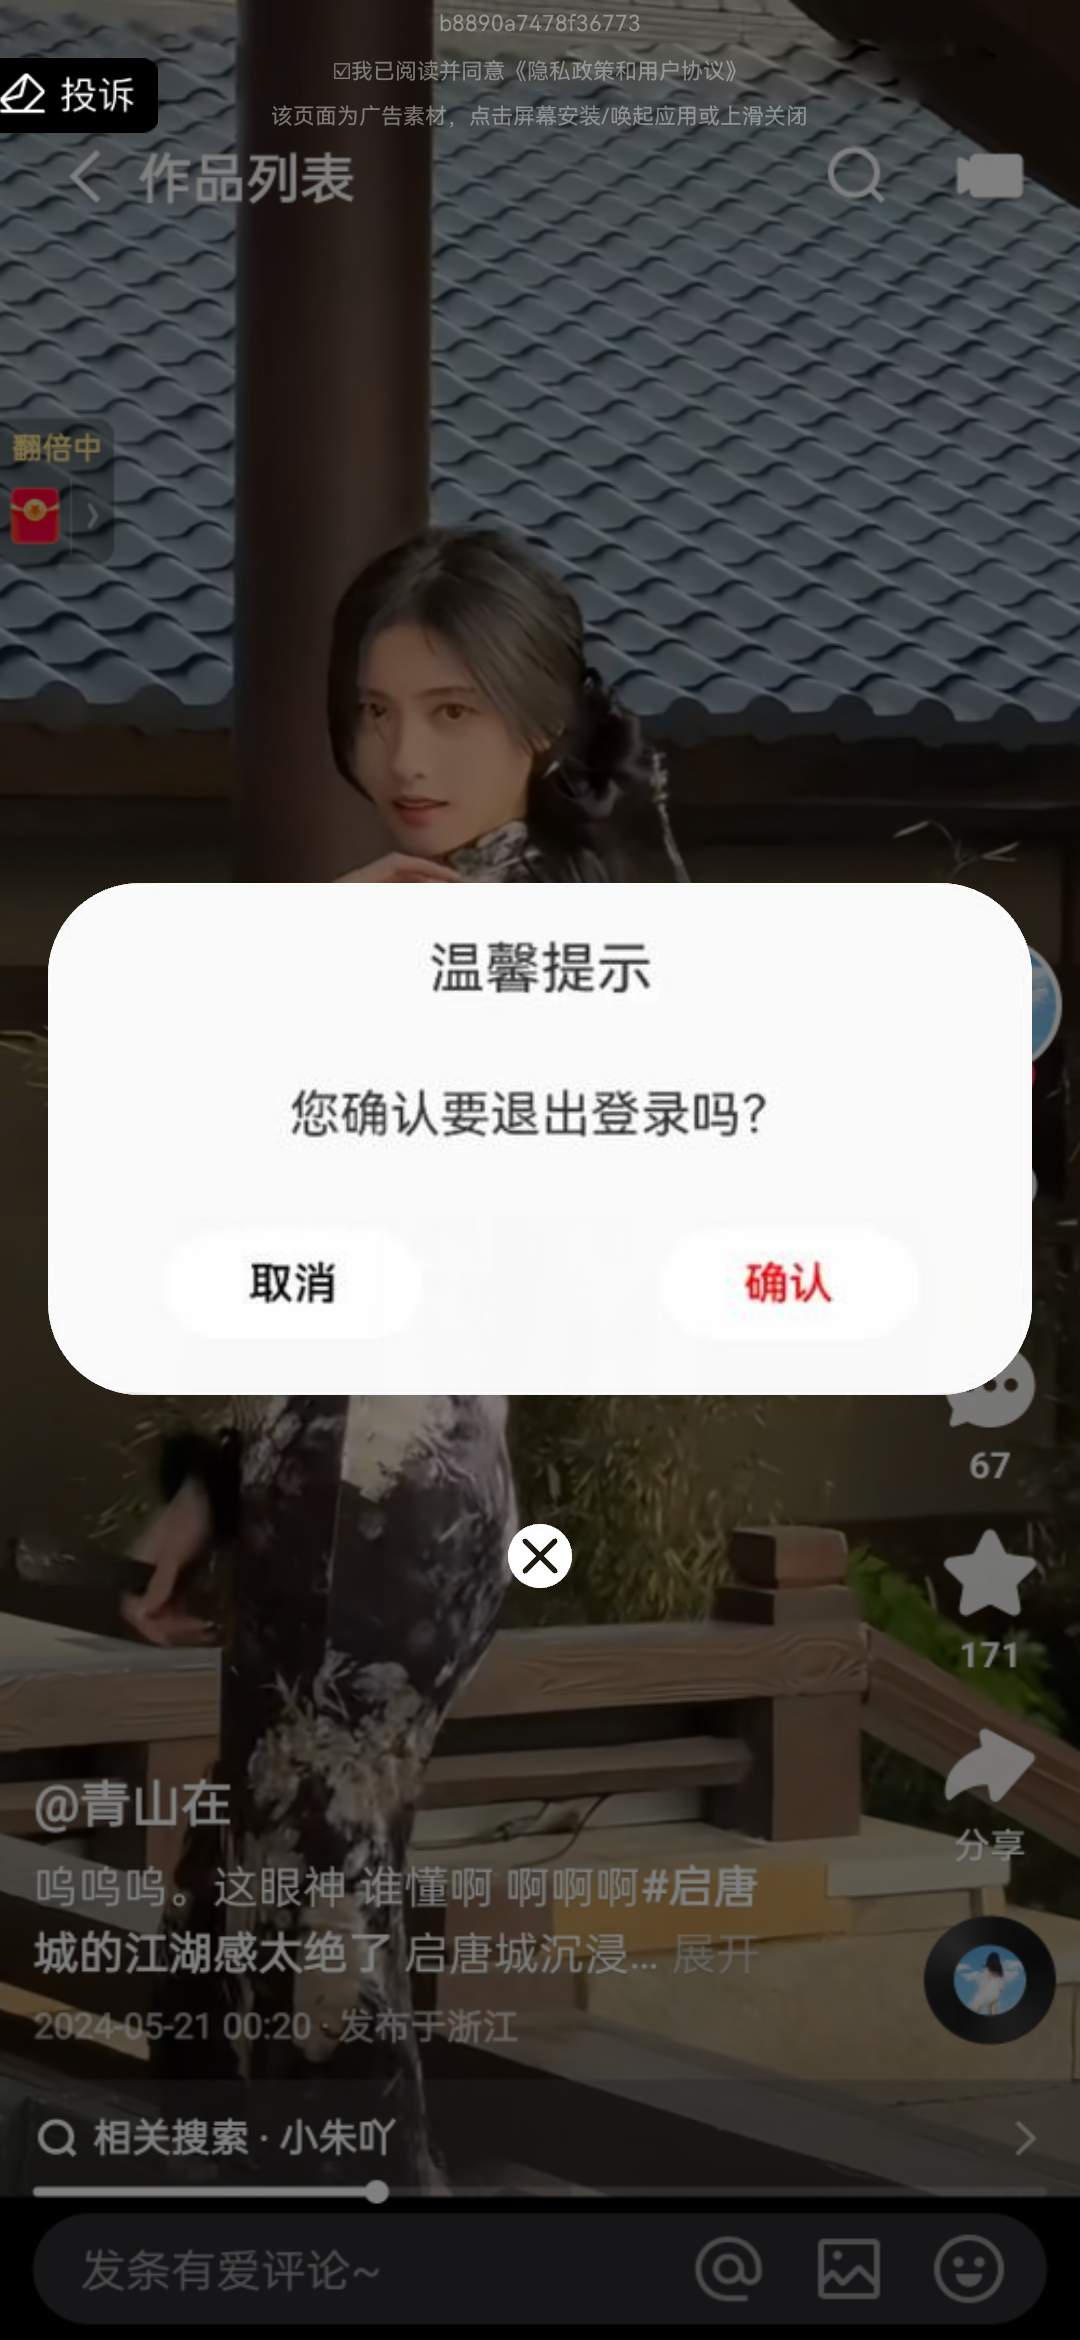 b8890a7478f36773
☑我已阅读并同意《隐私政策和用户协议》
投诉
该页面为广告素材，点击屏幕安装/唤起应用或上滑关闭
作品列表
翻倍中
温馨提示
您确认要退出登录吗？
取消
确认
67
171
分享
@青山在
呜呜呜。这眼神 谁懂啊 啊啊啊#启唐
城的江湖感太绝了 启唐城沉浸... 展开
2024-05-21 00:20 · 发布于浙江
相关搜索 · 小朱吖
发条有爱评论~